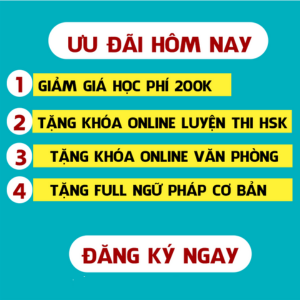 ƯU ĐÃI HÔM NAY
1 GIẢM GIÁ HỌC PHÍ 200K
2 TẶNG KHÓA ONLINE LUYỆN THI HSK
3 TẶNG KHÓA ONLINE VĂN PHÒNG
4 TẶNG FULL NGỮ PHÁP CƠ BẢN
ĐĂNG KÝ NGAY